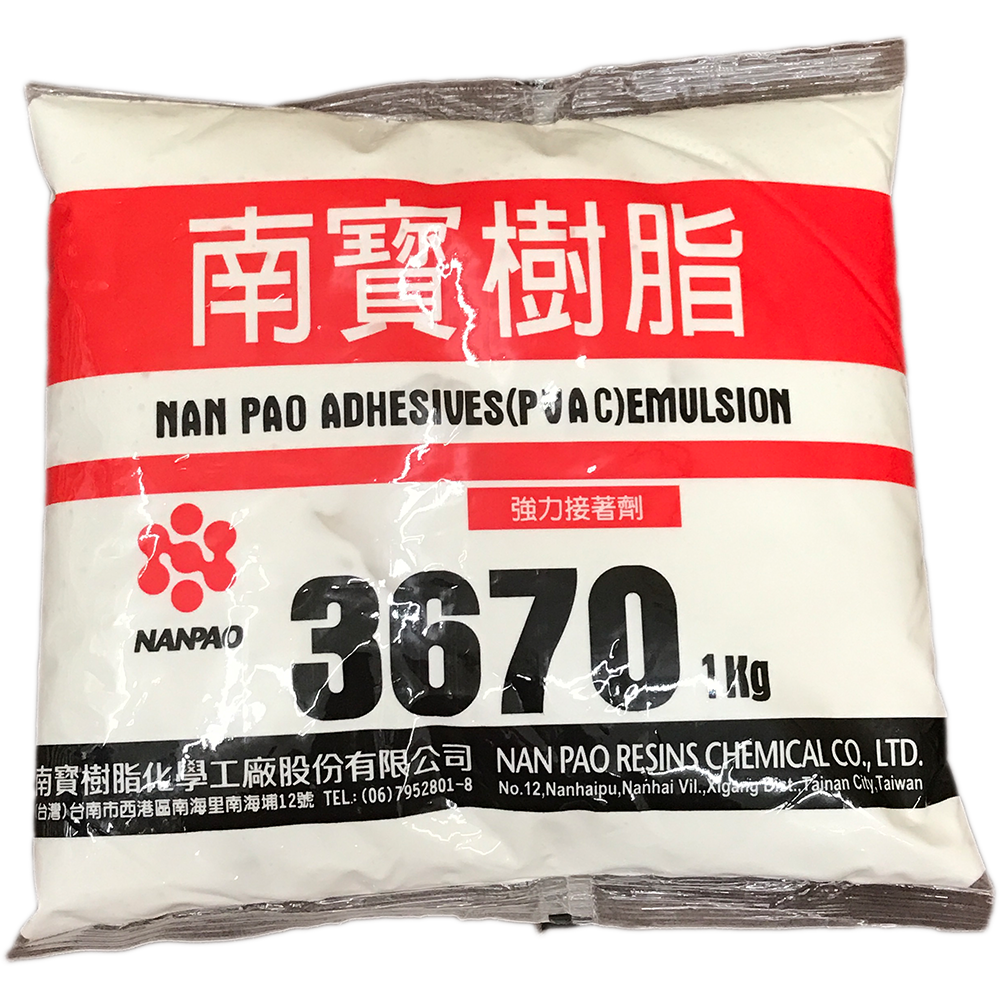 南寶樹脂
NAN PAO ADHESIVES(PVAC)EMULSION
強力接著劑
NANPAO
3670 1Kg
南寶樹脂化學工廠股份有限公司
(台灣)台南市西港區南海里南海埔12號 TEL:(06)7952801-8
NAN PAO RESINS CHEMICAL CO., LTD.
No.12,Nanhaipu,Nanhai Vil.,Xigang Dist.,Tainan City,Taiwan